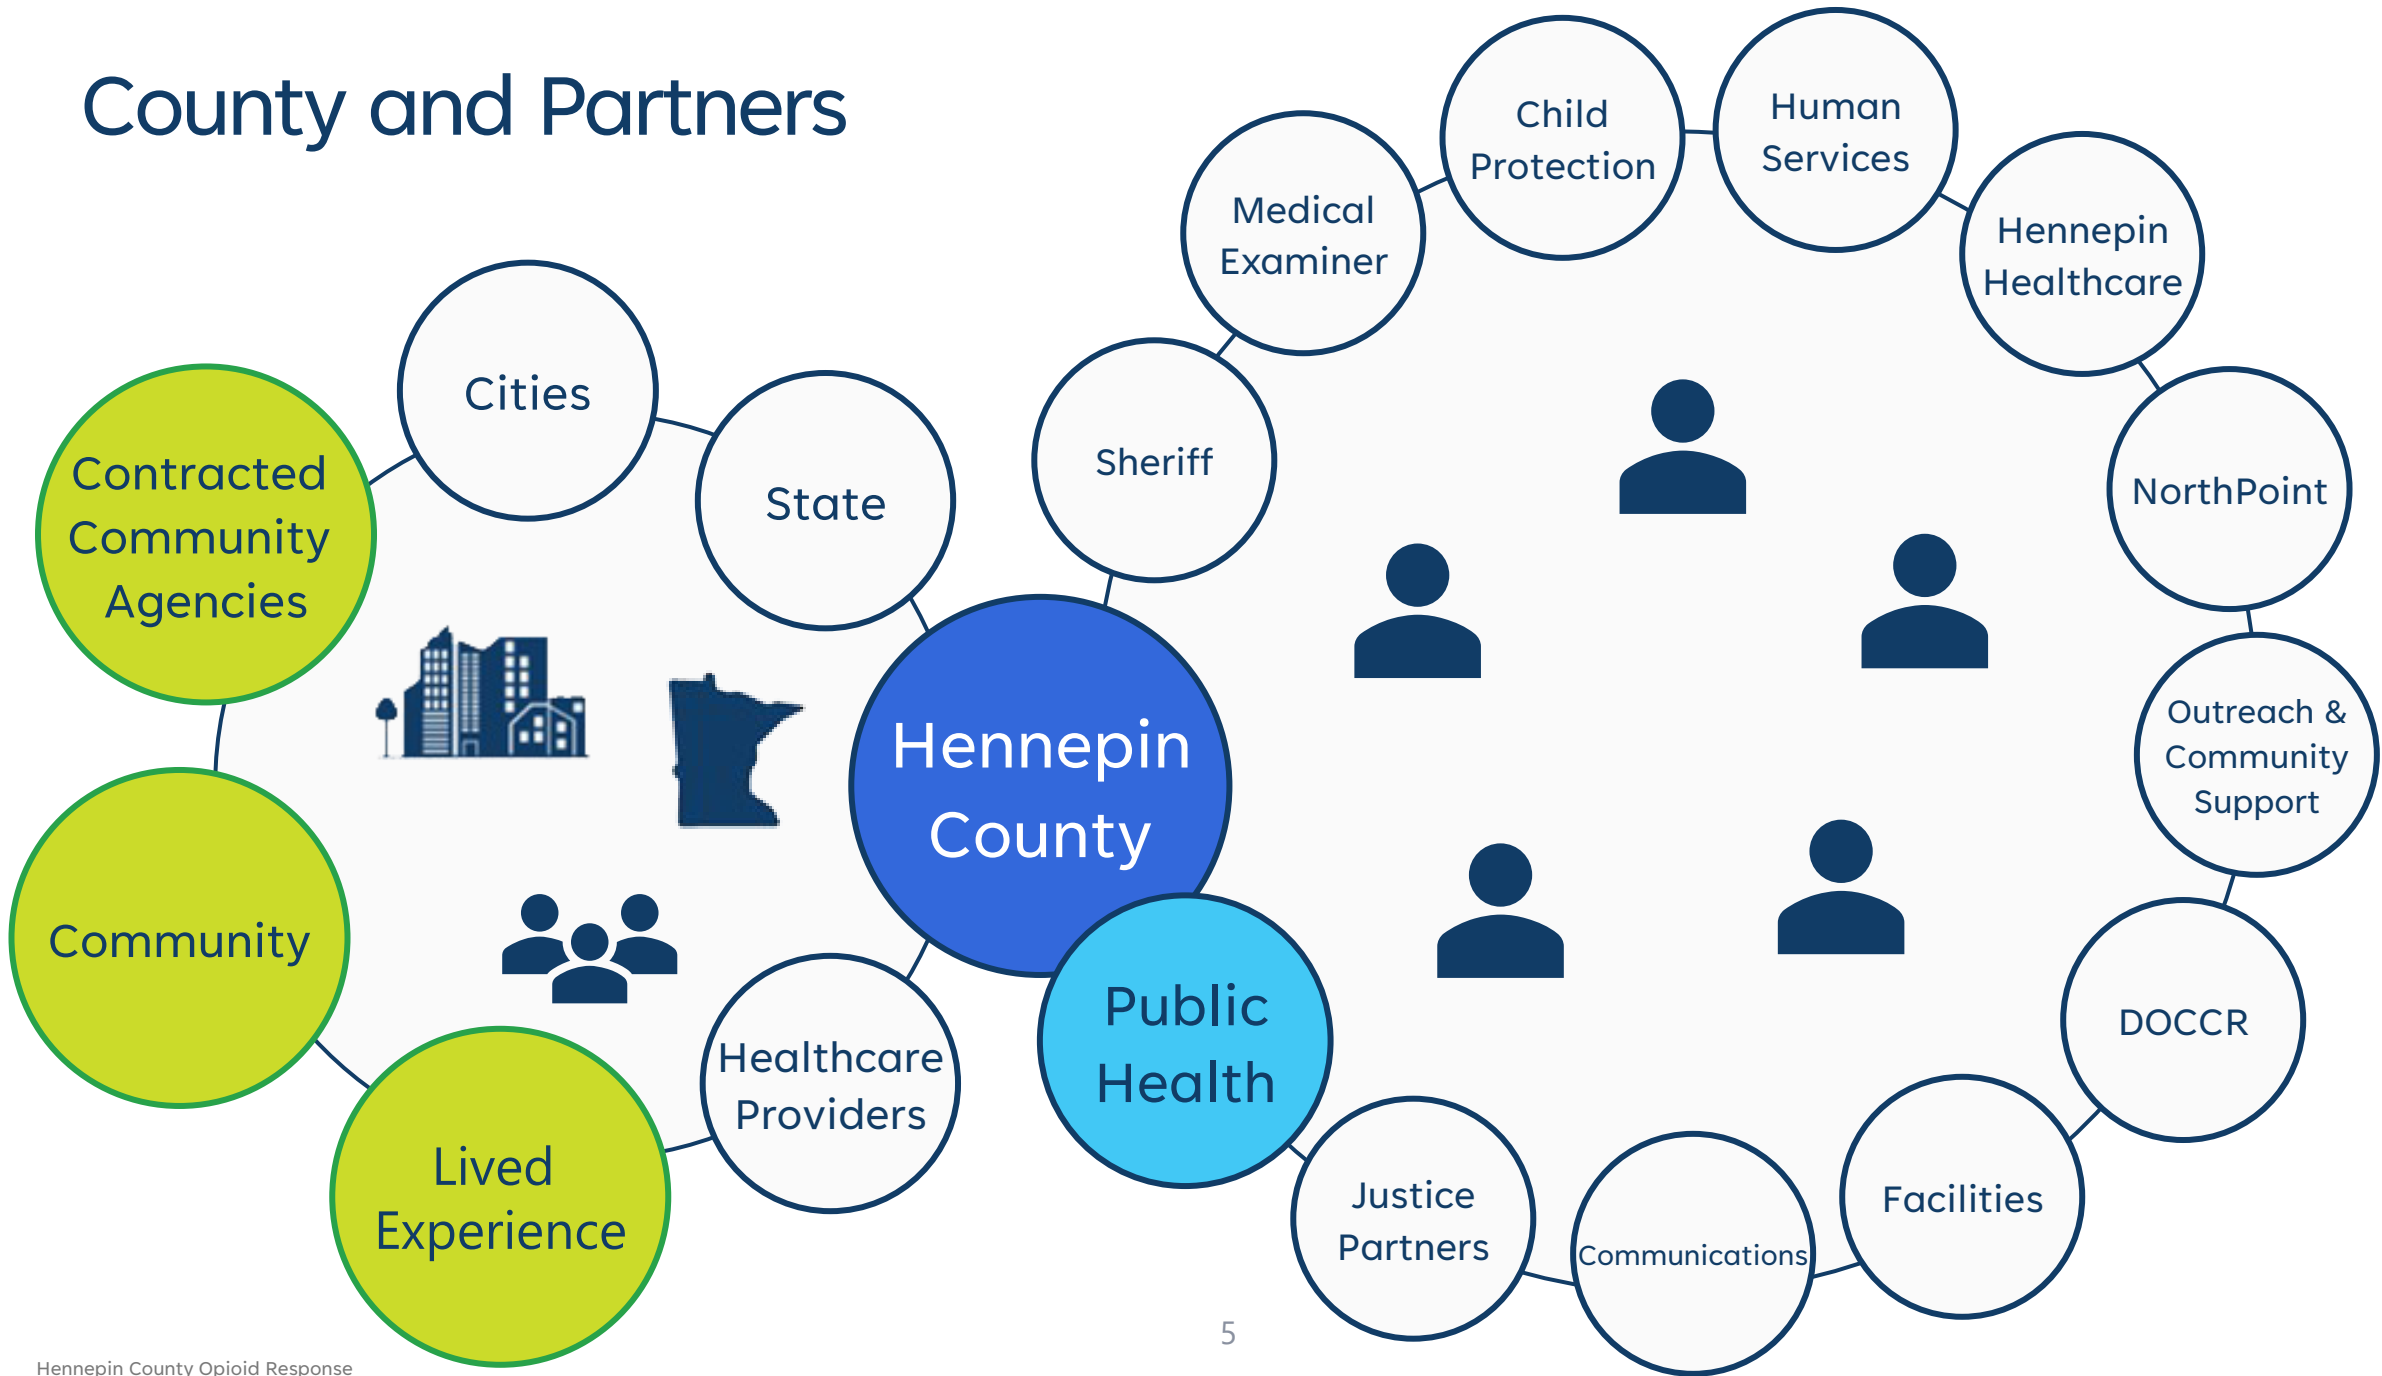 County and Partners
Cities
State
Contracted
Community
Agencies
Community
Lived
Experience
Healthcare
Providers
Hennepin
County
Public
Health
Sheriff
Medical
Examiner
Child
Protection
Human
Services
Hennepin
Healthcare
NorthPoint
Outreach &
Community
Support
DOCCR
Facilities
Communications
Justice
Partners
5
Hennepin County Opioid Response